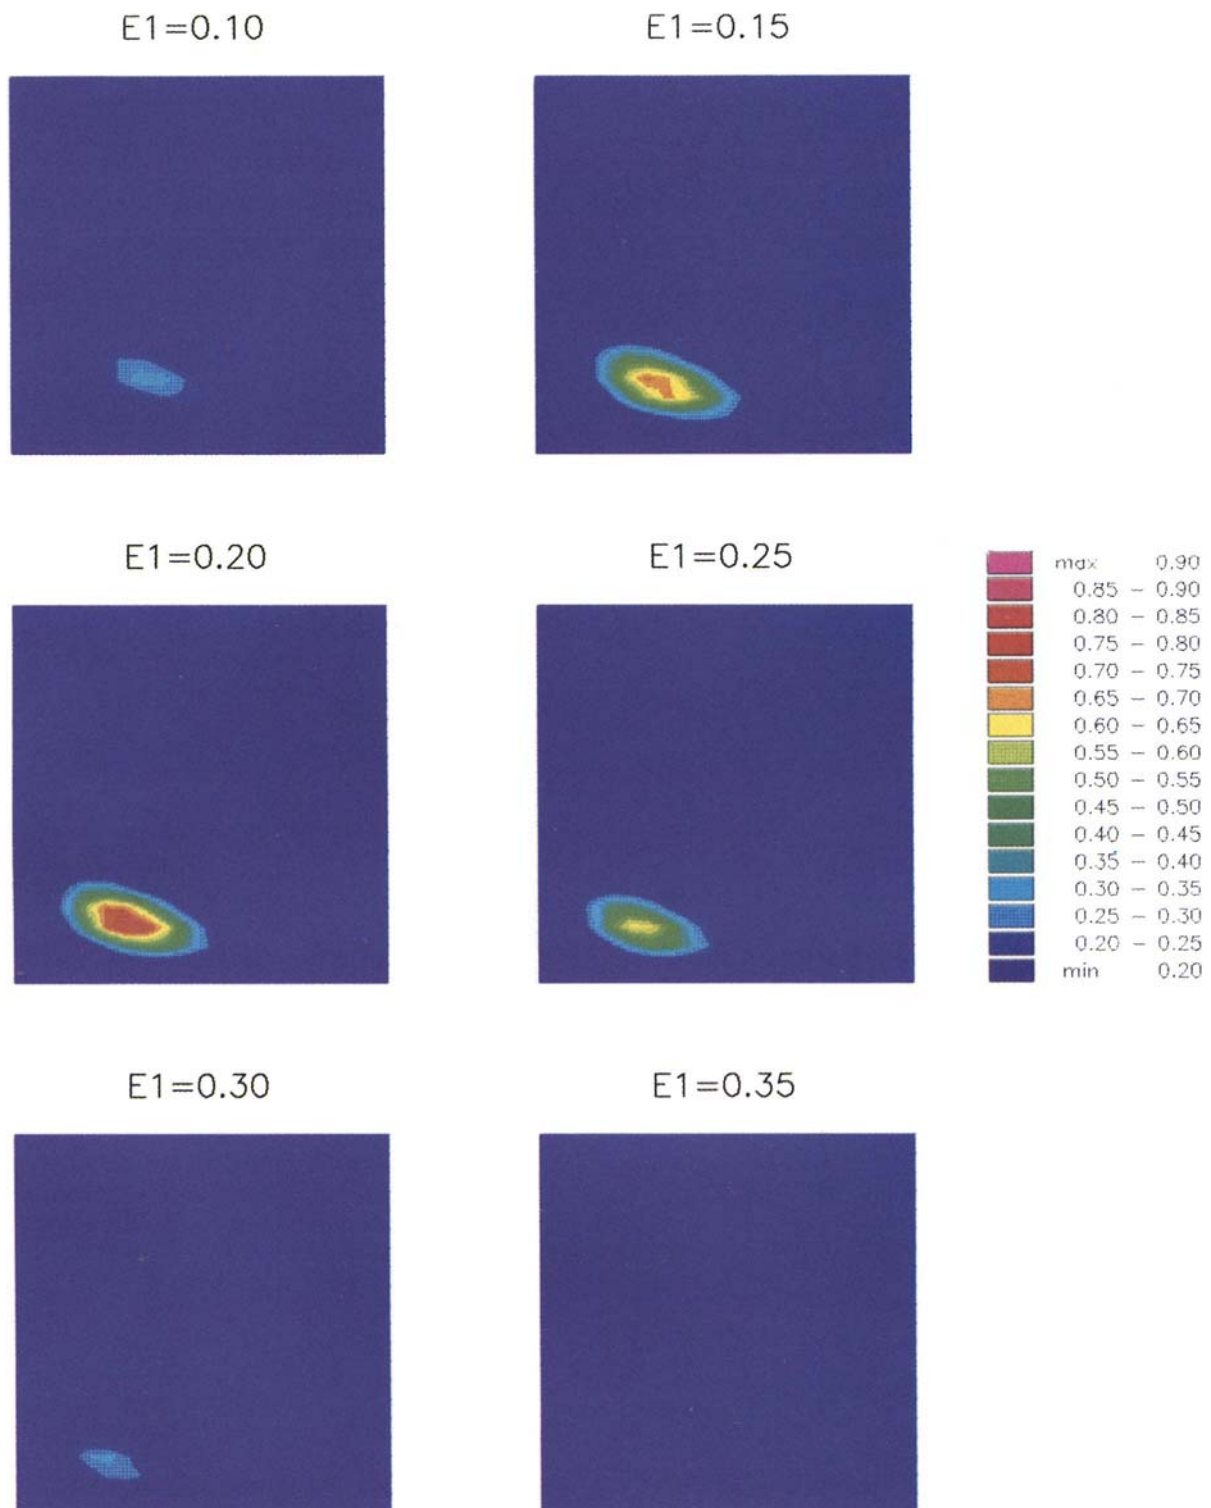 E1=0.10
E1=0.15
E1=0.20
E1=0.25
max 0.90
0.85 – 0.90
0.80 – 0.85
0.75 – 0.80
0.70 – 0.75
0.65 – 0.70
0.60 – 0.65
0.55 – 0.60
0.50 – 0.55
0.45 – 0.50
0.40 – 0.45
0.35 – 0.40
0.30 – 0.35
0.25 – 0.30
0.20 – 0.25
min 0.20
E1=0.30
E1=0.35